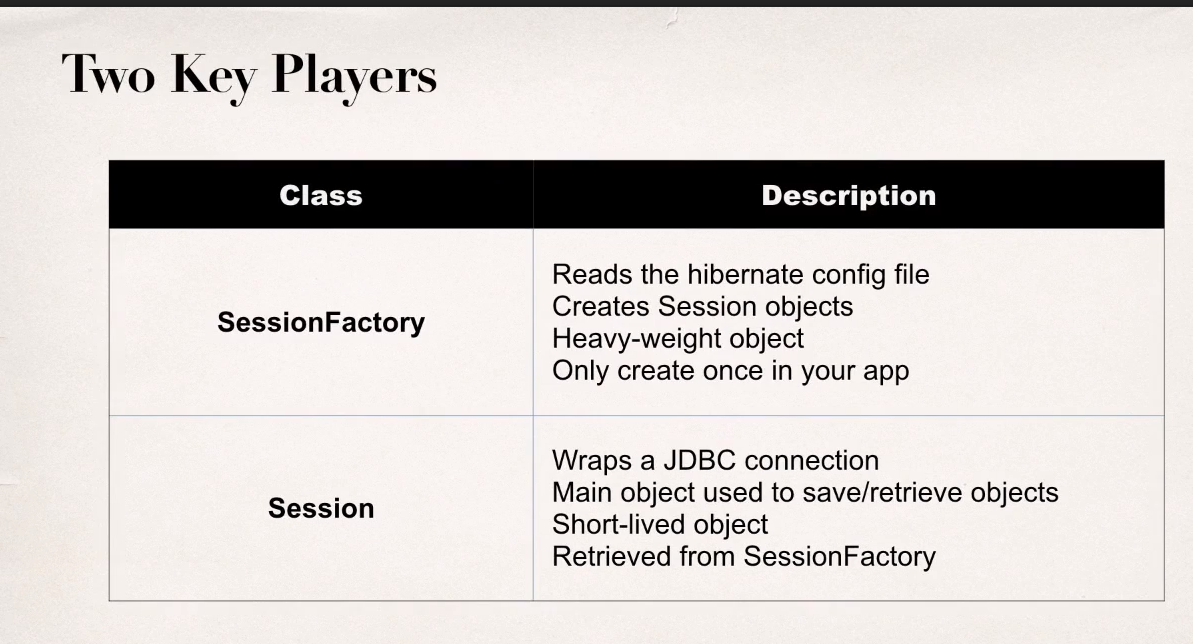 Two Key Players
Class
Description
SessionFactory
Reads the hibernate config file
Creates Session objects
Heavy-weight object
Only create once in your app
Session
Wraps a JDBC connection
Main object used to save/retrieve objects
Short-lived object
Retrieved from SessionFactory